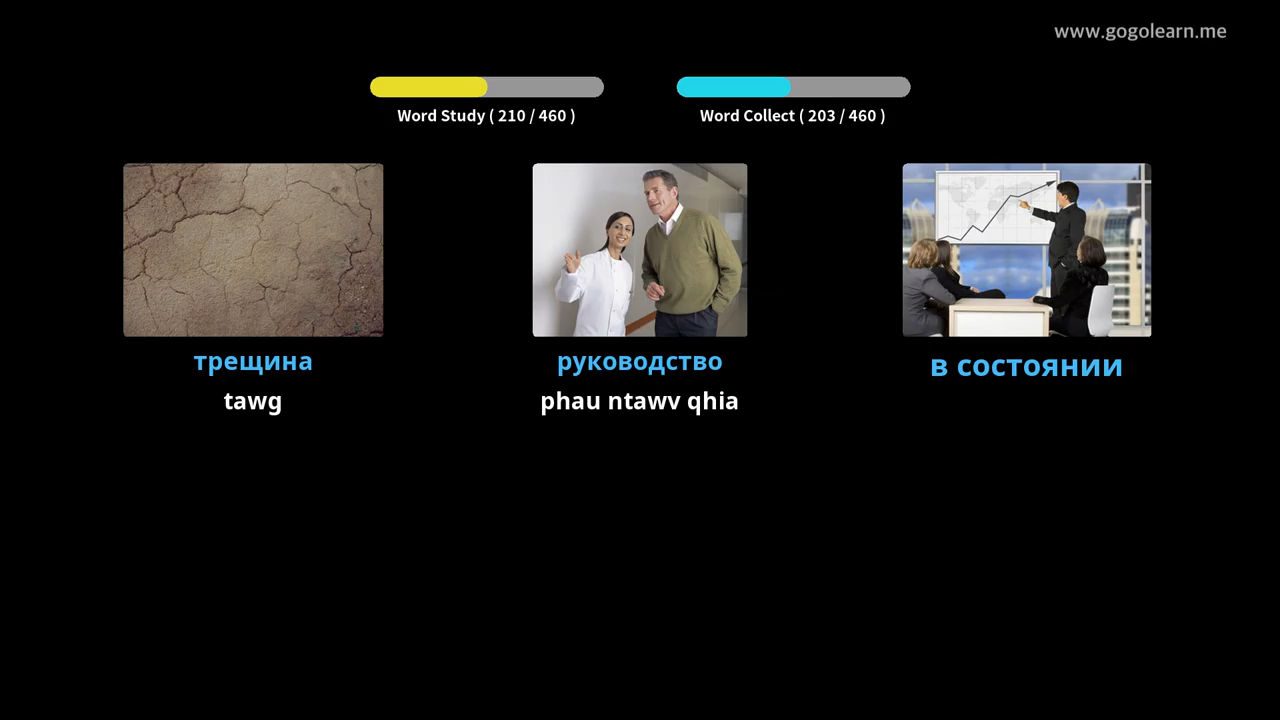 www.gogolearn.me
Word Study ( 210 / 460 )
Word Collect ( 203 / 460 )
трещина
tawg
руководство
phau ntawv qhia
в состоянии